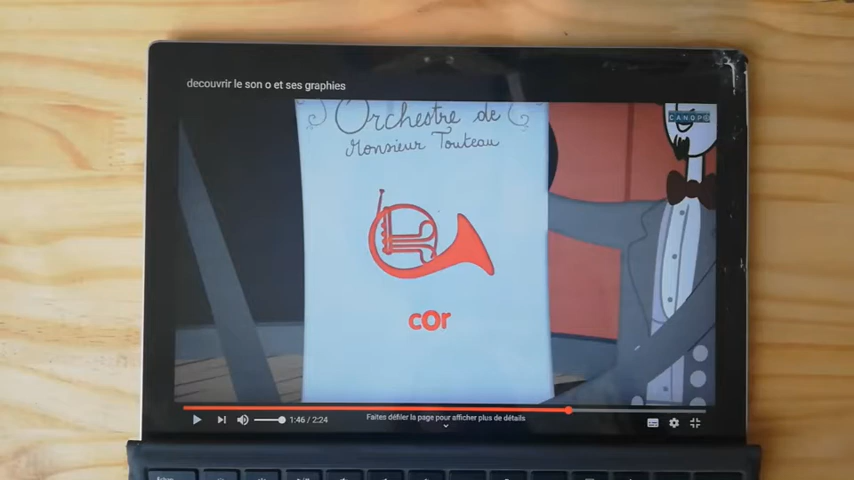 decouvrir le son o et ses graphies
CANOPÉ
Orchestre de
Monsieur Touteau
cor
1:46 / 2:24
Faites défiler la page pour afficher plus de détails